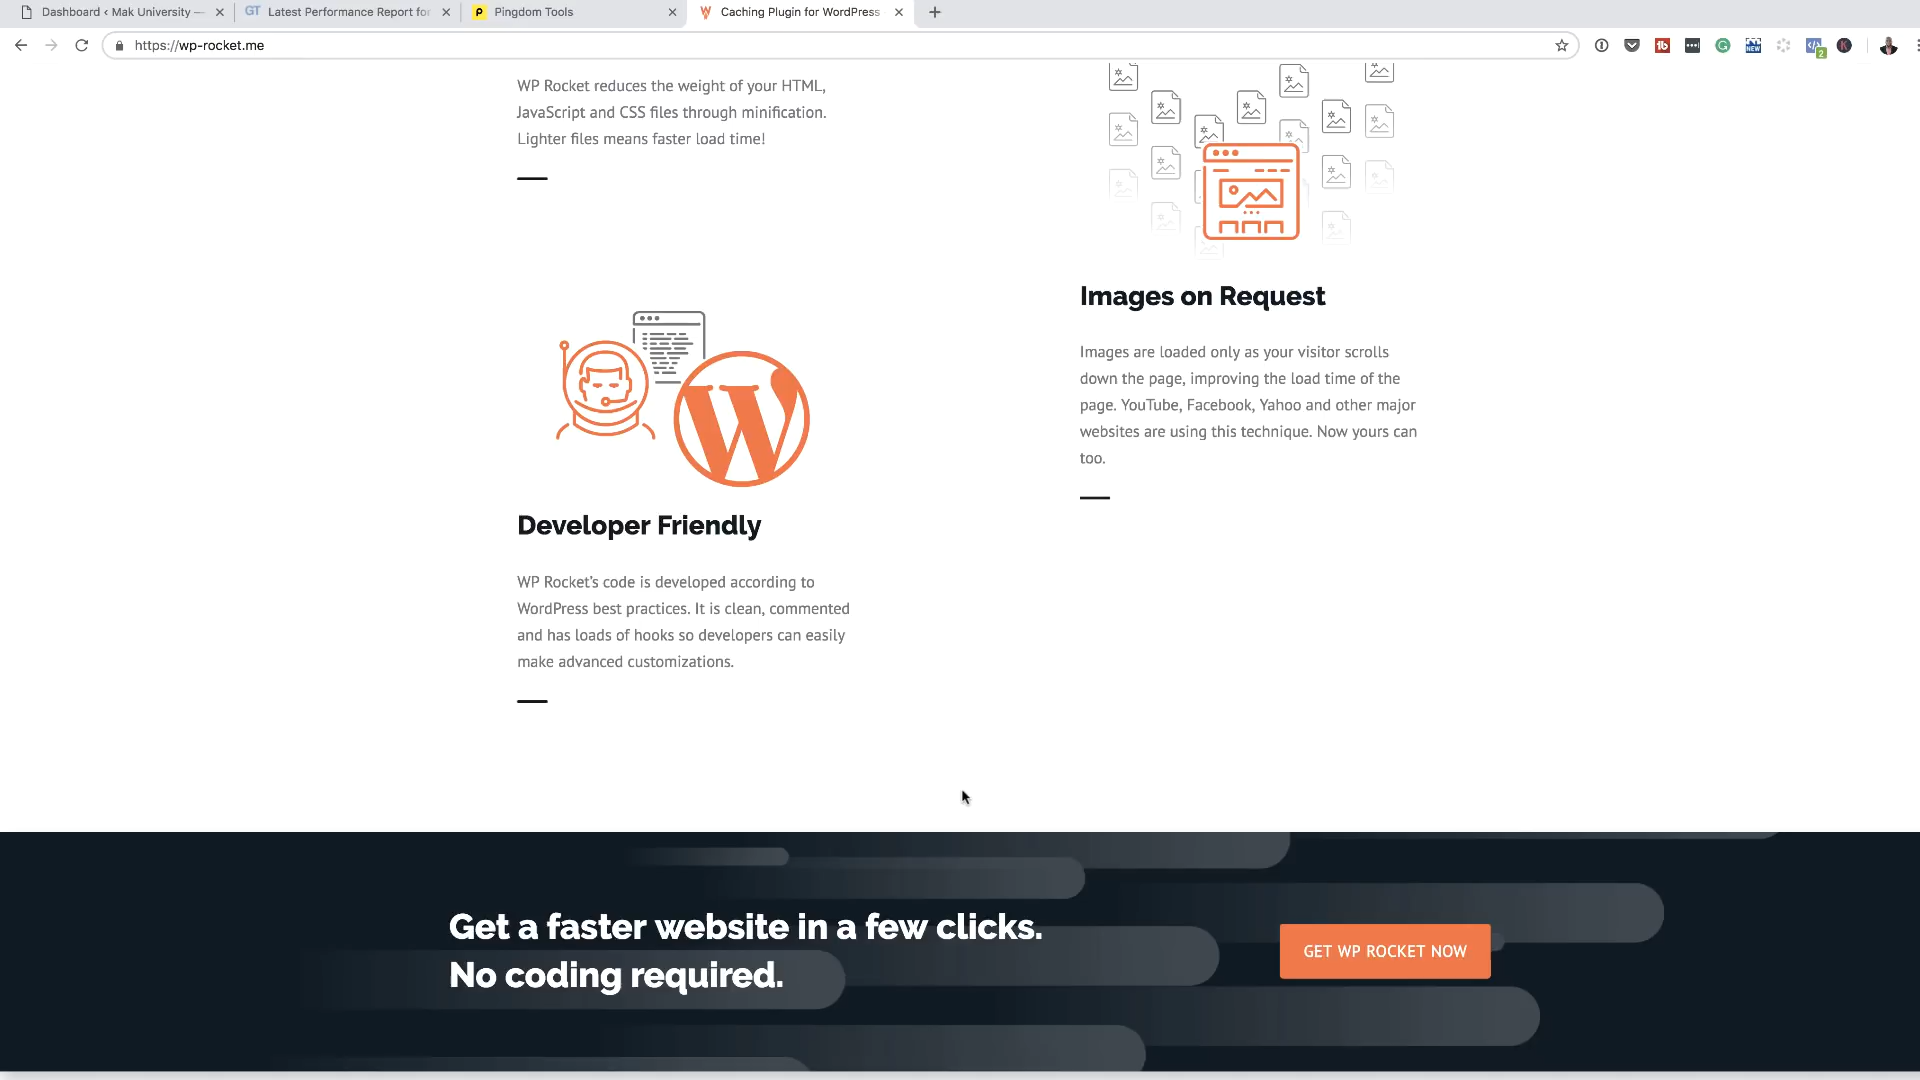 Dashboard ‹ Mak University —
GT Latest Performance Report for
Pingdom Tools
Caching Plugin for WordPress
https://wp-rocket.me
WP Rocket reduces the weight of your HTML,
JavaScript and CSS files through minification.
Lighter files means faster load time!
Images on Request
Images are loaded only as your visitor scrolls
down the page, improving the load time of the
page. YouTube, Facebook, Yahoo and other major
websites are using this technique. Now yours can
too.
Developer Friendly
WP Rocket’s code is developed according to
WordPress best practices. It is clean, commented
and has loads of hooks so developers can easily
make advanced customizations.
Get a faster website in a few clicks.
No coding required.
GET WP ROCKET NOW